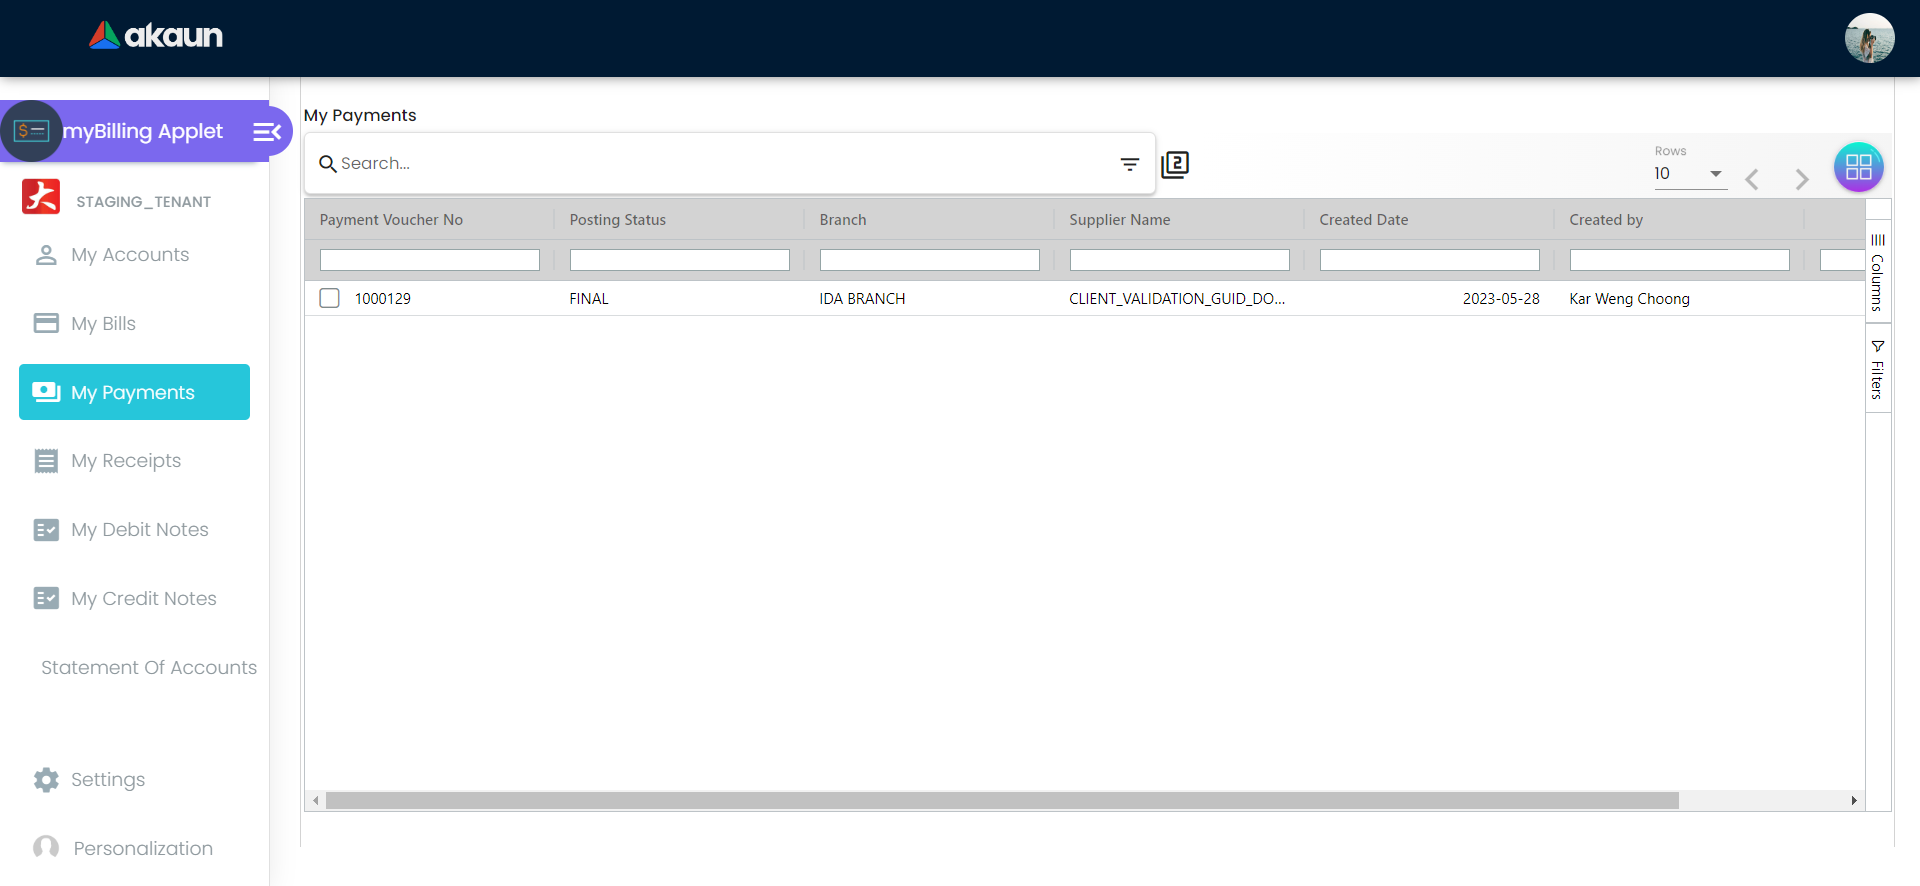 akaun
myBilling Applet
STAGING_TENANT
My Accounts
My Bills
My Payments
My Receipts
My Debit Notes
My Credit Notes
Statement Of Accounts
Settings
Personalization
My Payments
Search...
2
Rows
10
Payment Voucher No Posting Status Branch Supplier Name Created Date Created by
1000129 FINAL IDA BRANCH CLIENT_VALIDATION_GUID_DO... 2023-05-28 Kar Weng Choong
Columns
Filters